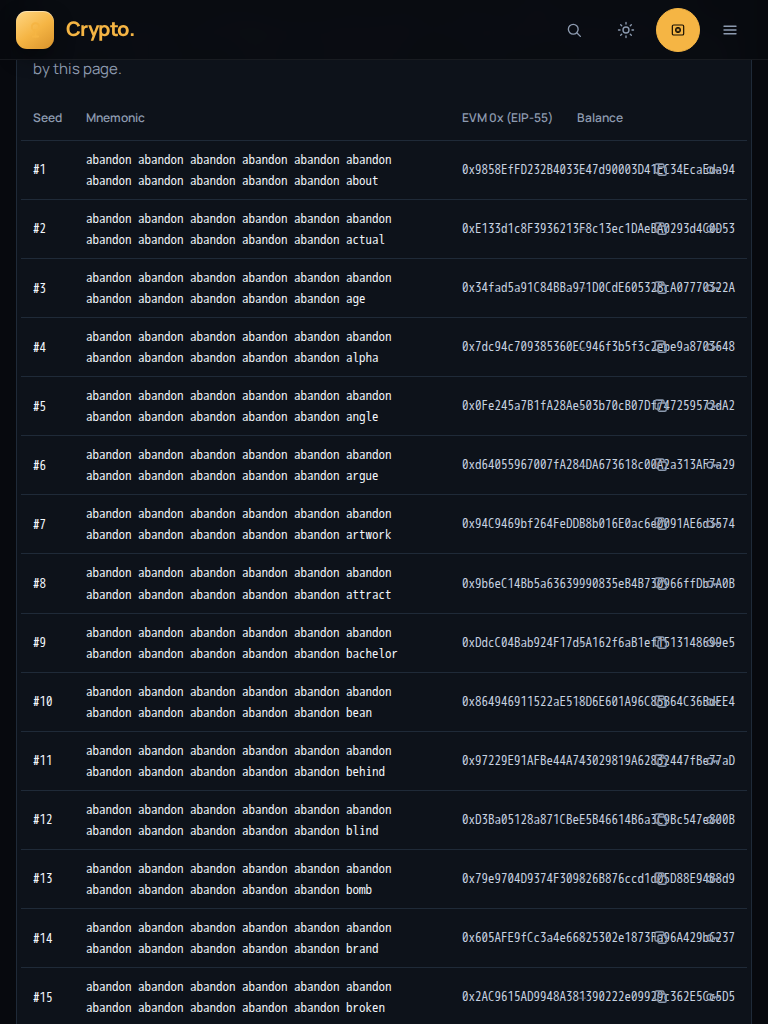 Crypto.
by this page.
Seed Mnemonic EVM 0x (EIP-55) Balance
abandon abandon abandon abandon abandon abandon
#1 0x9858EfFD232B4033E47d90003D41EC34EcaEda94
abandon abandon abandon abandon abandon about
abandon abandon abandon abandon abandon abandon
#2
abandon abandon abandon abandon abandon actual
abandon abandon abandon abandon abandon abandon
#3
abandon abandon abandon abandon abandon age
abandon abandon abandon abandon abandon abandon
#4
abandon abandon abandon abandon abandon alpha
abandon abandon abandon abandon abandon abandon
#5
abandon abandon abandon abandon abandon angle
abandon abandon abandon abandon abandon abandon
#6
abandon abandon abandon abandon abandon argue
abandon abandon abandon abandon abandon abandon
#7
abandon abandon abandon abandon abandon artwork
abandon abandon abandon abandon abandon abandon
#8
abandon abandon abandon abandon abandon attract
abandon abandon abandon abandon abandon abandon
#9
abandon abandon abandon abandon abandon bachelor
abandon abandon abandon abandon abandon abandon
#10
abandon abandon abandon abandon abandon bean
abandon abandon abandon abandon abandon abandon
#11
abandon abandon abandon abandon abandon behind
abandon abandon abandon abandon abandon abandon
#12
abandon abandon abandon abandon abandon blind
abandon abandon abandon abandon abandon abandon
#13
abandon abandon abandon abandon abandon bomb
abandon abandon abandon abandon abandon abandon
#14
abandon abandon abandon abandon abandon brand
abandon abandon abandon abandon abandon abandon
#15
abandon abandon abandon abandon abandon broken